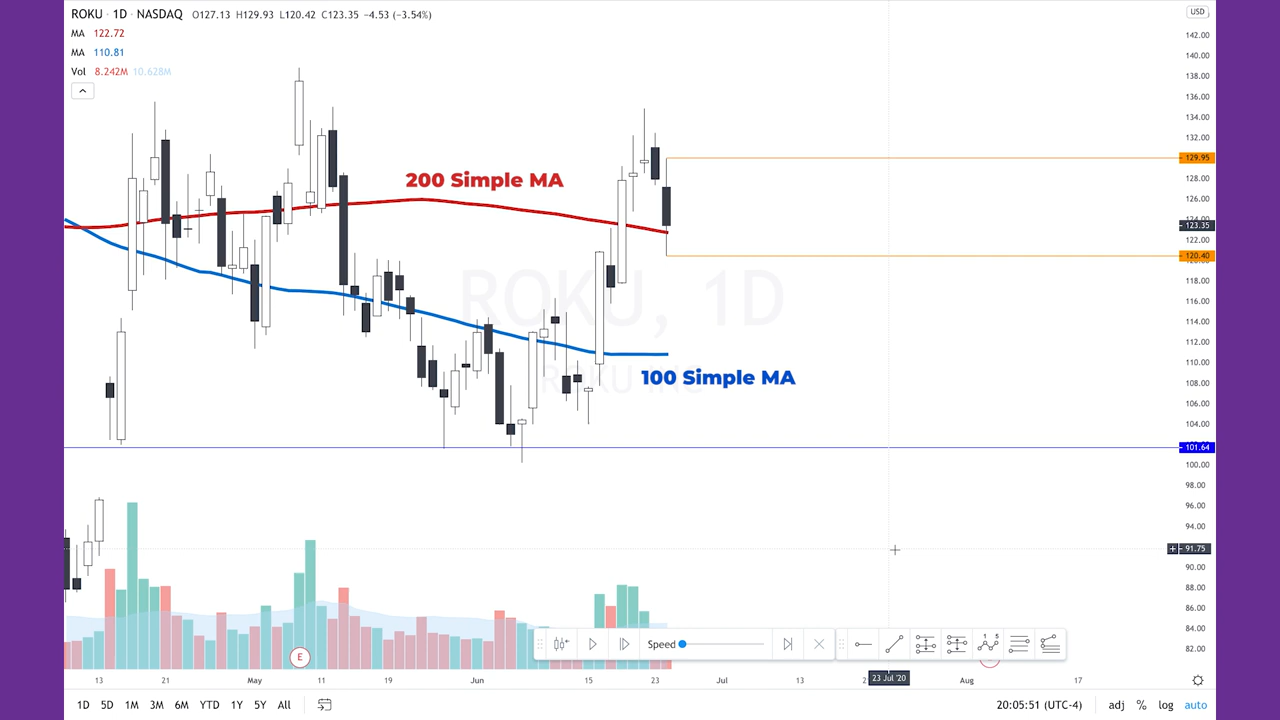 ROKU · 1D · NASDAQ O127.13 H129.93 L120.42 C123.35 −4.53 (−3.54%)
MA 122.72
MA 110.81
Vol 8.242M 10.628M
USD
142.00
140.00
138.00
136.00
134.00
132.00
129.95
128.00
126.00
124.00
123.35
122.00
120.40
118.00
116.00
114.00
112.00
110.00
108.00
106.00
104.00
101.64
100.00
98.00
96.00
94.00
91.75
90.00
88.00
86.00
84.00
82.00
200 Simple MA
ROKU, 1D
100 Simple MA
E
Speed
1 5
13 21 May 11 19 Jun 15 23 Jul 13 23 Jul '20 Aug 17
1D 5D 1M 3M 6M YTD 1Y 5Y All 20:05:51 (UTC-4) adj % log auto